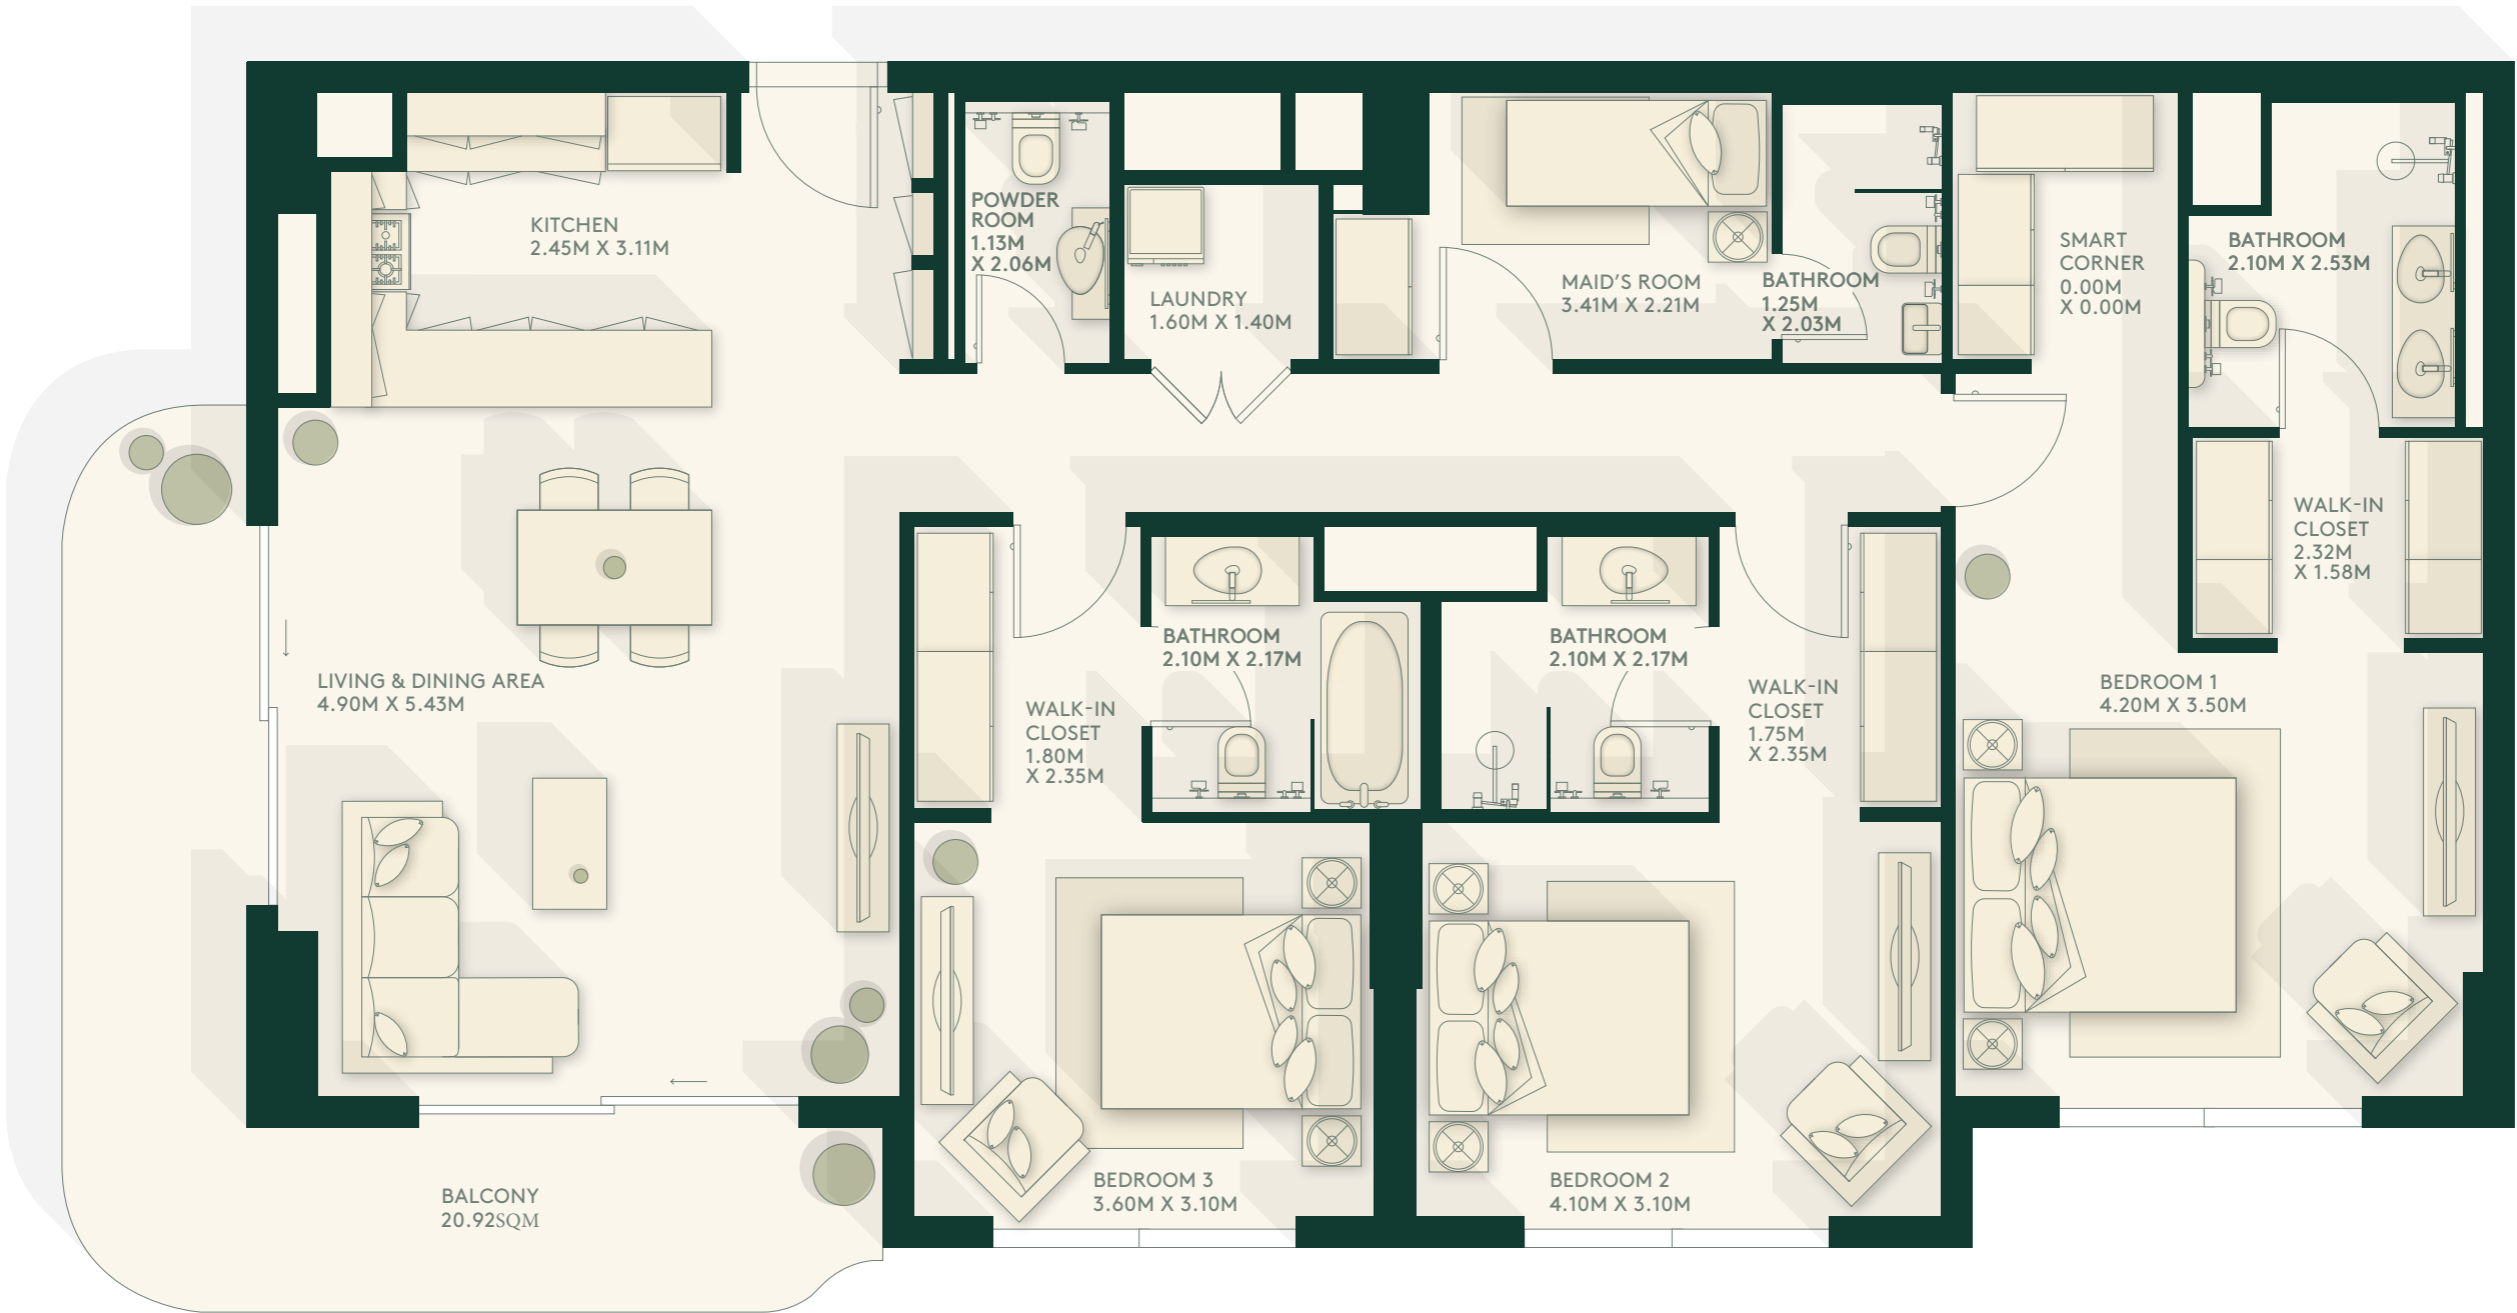 KITCHEN
2.45M X 3.11M
POWDER
ROOM
1.13M
X 2.06M
LAUNDRY
1.60M X 1.40M
MAID'S ROOM
3.41M X 2.21M
BATHROOM
1.25M
X 2.03M
SMART
CORNER
0.00M
X 0.00M
BATHROOM
2.10M X 2.53M
WALK-IN
CLOSET
2.32M
X 1.58M
LIVING & DINING AREA
4.90M X 5.43M
WALK-IN
CLOSET
1.80M
X 2.35M
BATHROOM
2.10M X 2.17M
BATHROOM
2.10M X 2.17M
WALK-IN
CLOSET
1.75M
X 2.35M
BEDROOM 1
4.20M X 3.50M
BALCONY
20.92SQM
BEDROOM 3
3.60M X 3.10M
BEDROOM 2
4.10M X 3.10M